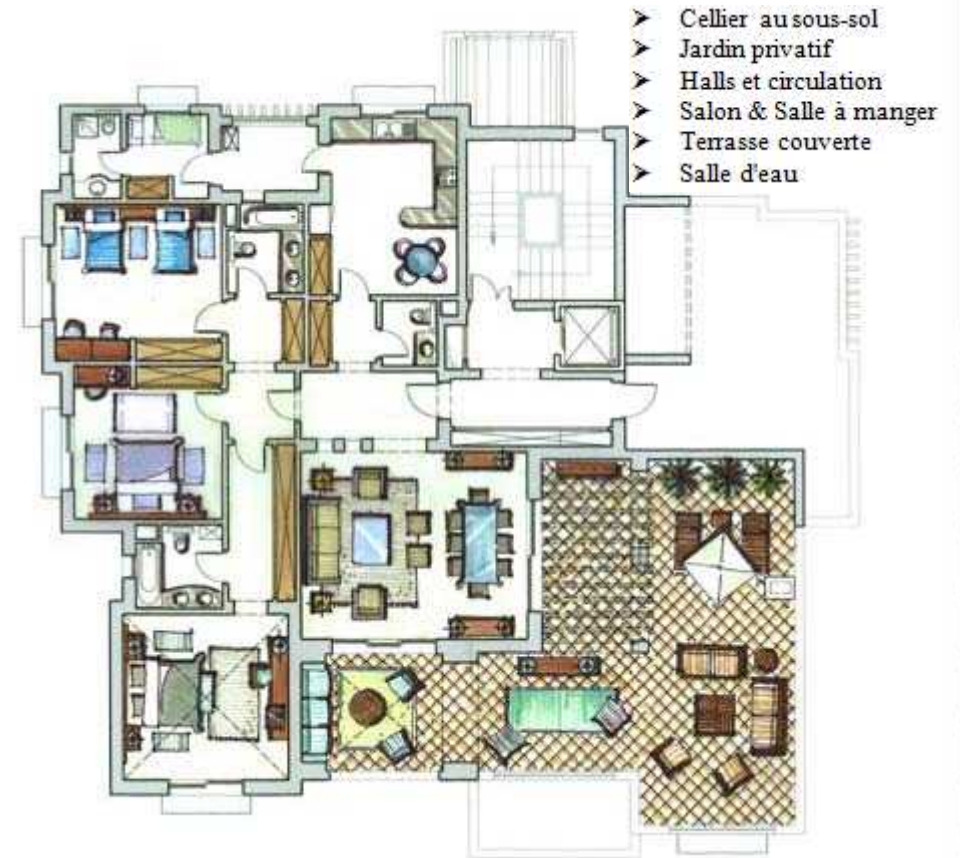 ➤ Cellier au sous-sol
➤ Jardin privatif
➤ Halls et circulation
➤ Salon & Salle à manger
➤ Terrasse couverte
➤ Salle d'eau